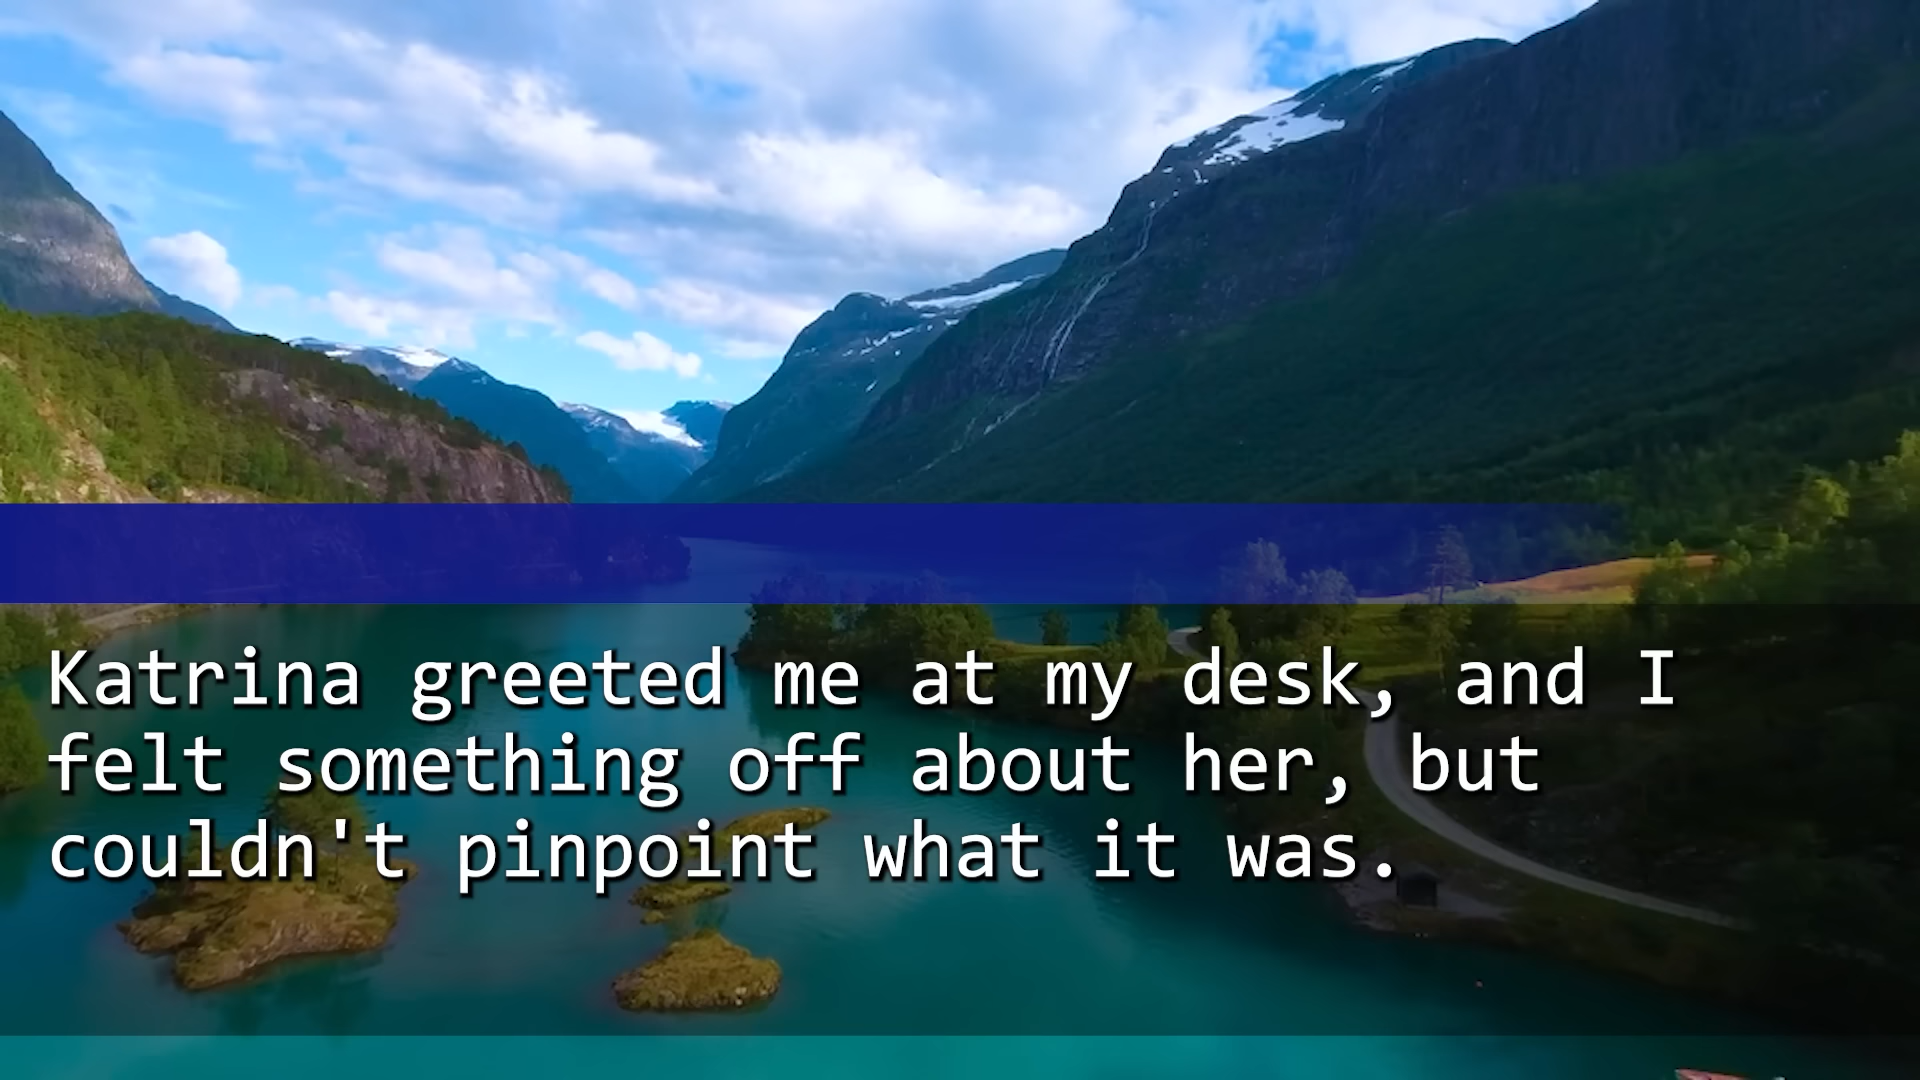 Katrina greeted me at my desk, and I
felt something off about her, but
couldn't pinpoint what it was.